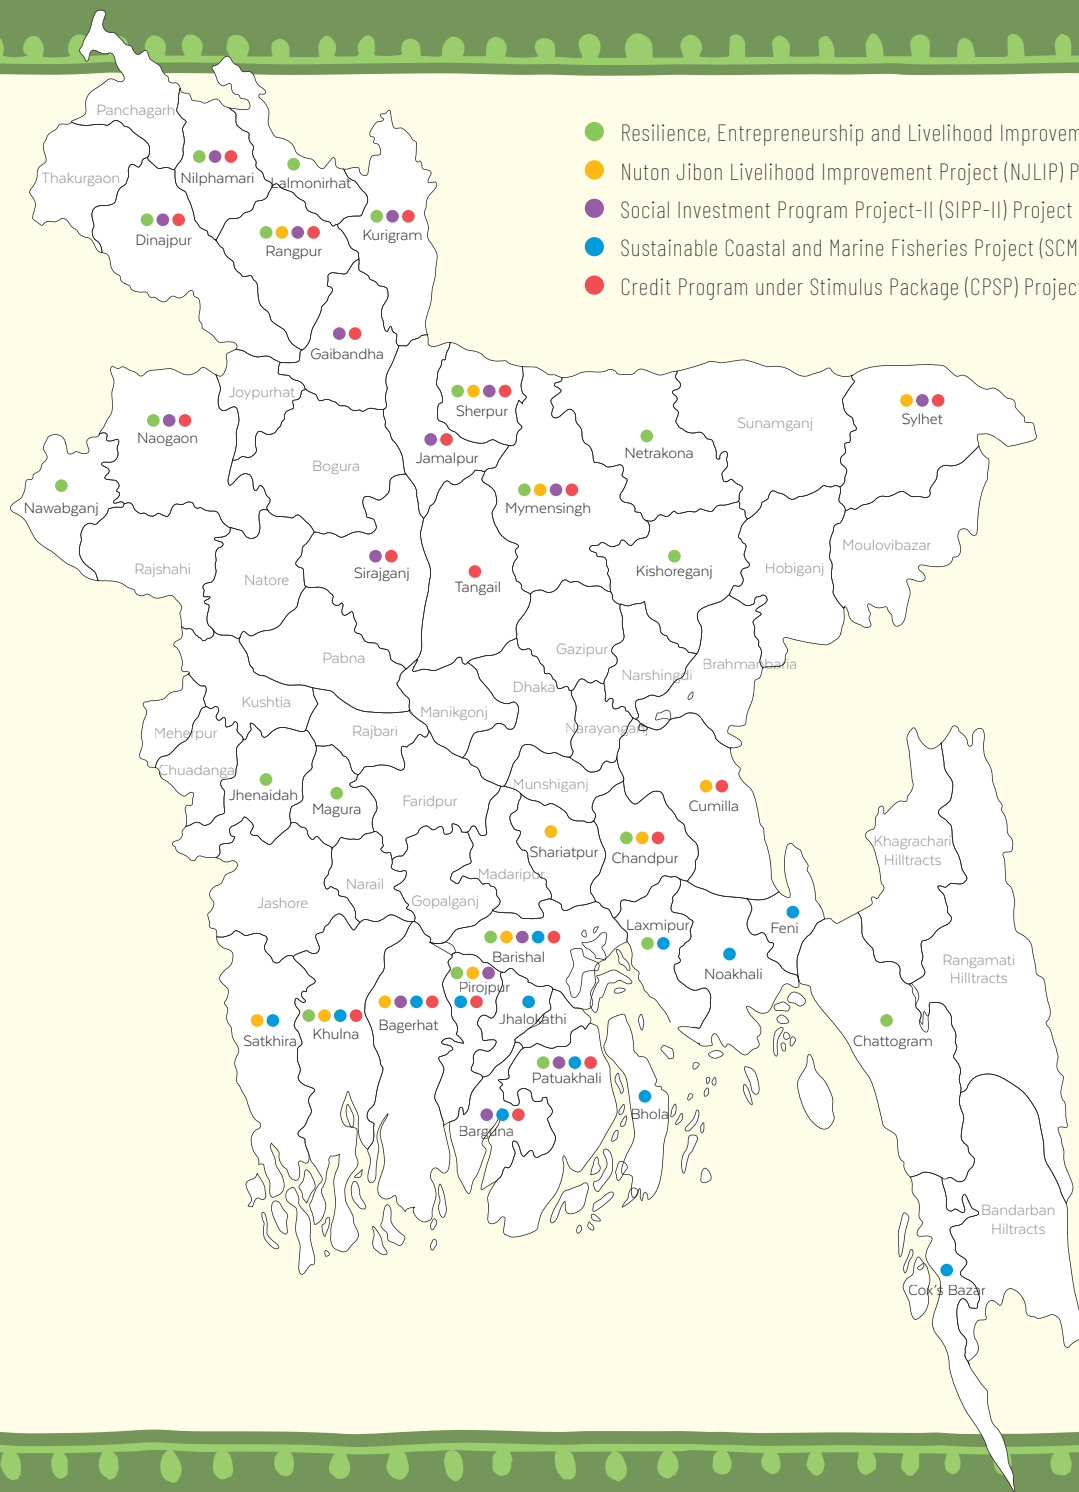 Resilience, Entrepreneurship and Livelihood
Nuton Jibon Livelihood Improvement Project (NJLIP)
Social Investment Program Project-II (SIPP-II) Project
Sustainable Coastal and Marine Fisheries Project
Credit Program under Stimulus Package (CPSP)
Panchagarh
Thakurgaon
Nilphamari
Lalmonirhat
Dinajpur
Rangpur
Kurigram
Gaibandha
Joypurhat
Sherpur
Naogaon
Jamalpur
Bogura
Netrakona
Sunamganj
Sylhet
Nawabganj
Mymensingh
Rajshahi
Natore
Sirajganj
Tangail
Kishoreganj
Hobiganj
Moulovibazar
Pabna
Gazipur
Narshingdi
Brahmanbaria
Kushtia
Dhaka
Manikgonj
Meherpur
Rajbari
Narayanganj
Chuadanga
Jhenaidah
Magura
Faridpur
Munshiganj
Cumilla
Shariatpur
Chandpur
Khagrachari
Hilltracts
Jashore
Narail
Gopalganj
Madaripur
Laxmipur
Feni
Barishal
Noakhali
Rangamati
Hilltracts
Pirojpur
Satkhira
Khulna
Bagerhat
Jhalokathi
Chattogram
Patuakhali
Bhola
Barguna
Bandarban
Hiltracts
Cok's Bazar